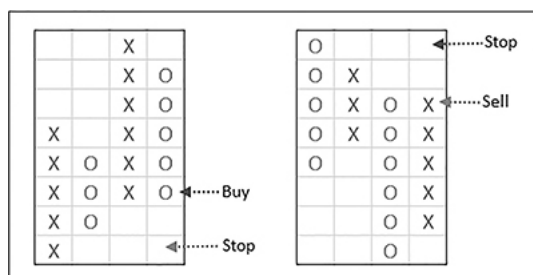 X
X O
X O
X X O
X O X O
X O X O Buy
X O
X Stop
O Stop
O X
O X O X Sell
O X O X
O O X
O X
O X
O